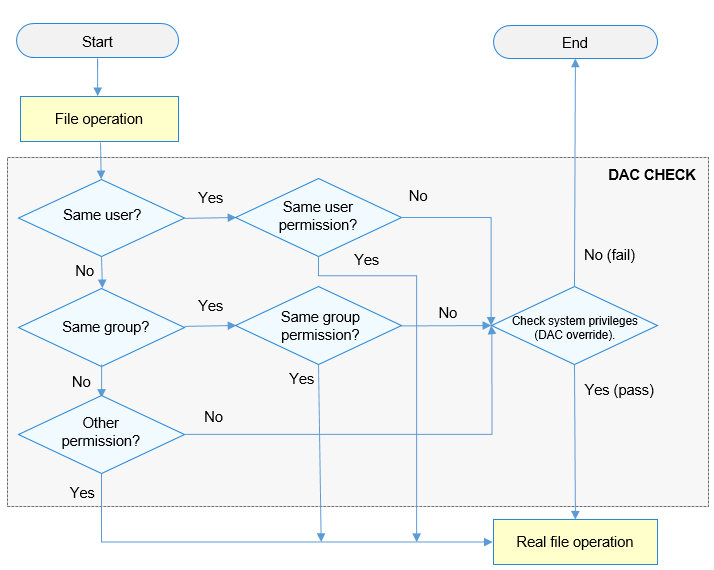 Start
End
File operation
DAC CHECK
Same user?
Yes
Same user
permission?
No
Yes
No
No (fail)
Same group?
Yes
Same group
permission?
No
Check system privileges
(DAC override).
Yes
No
Yes (pass)
Other
permission?
No
Yes
Real file operation